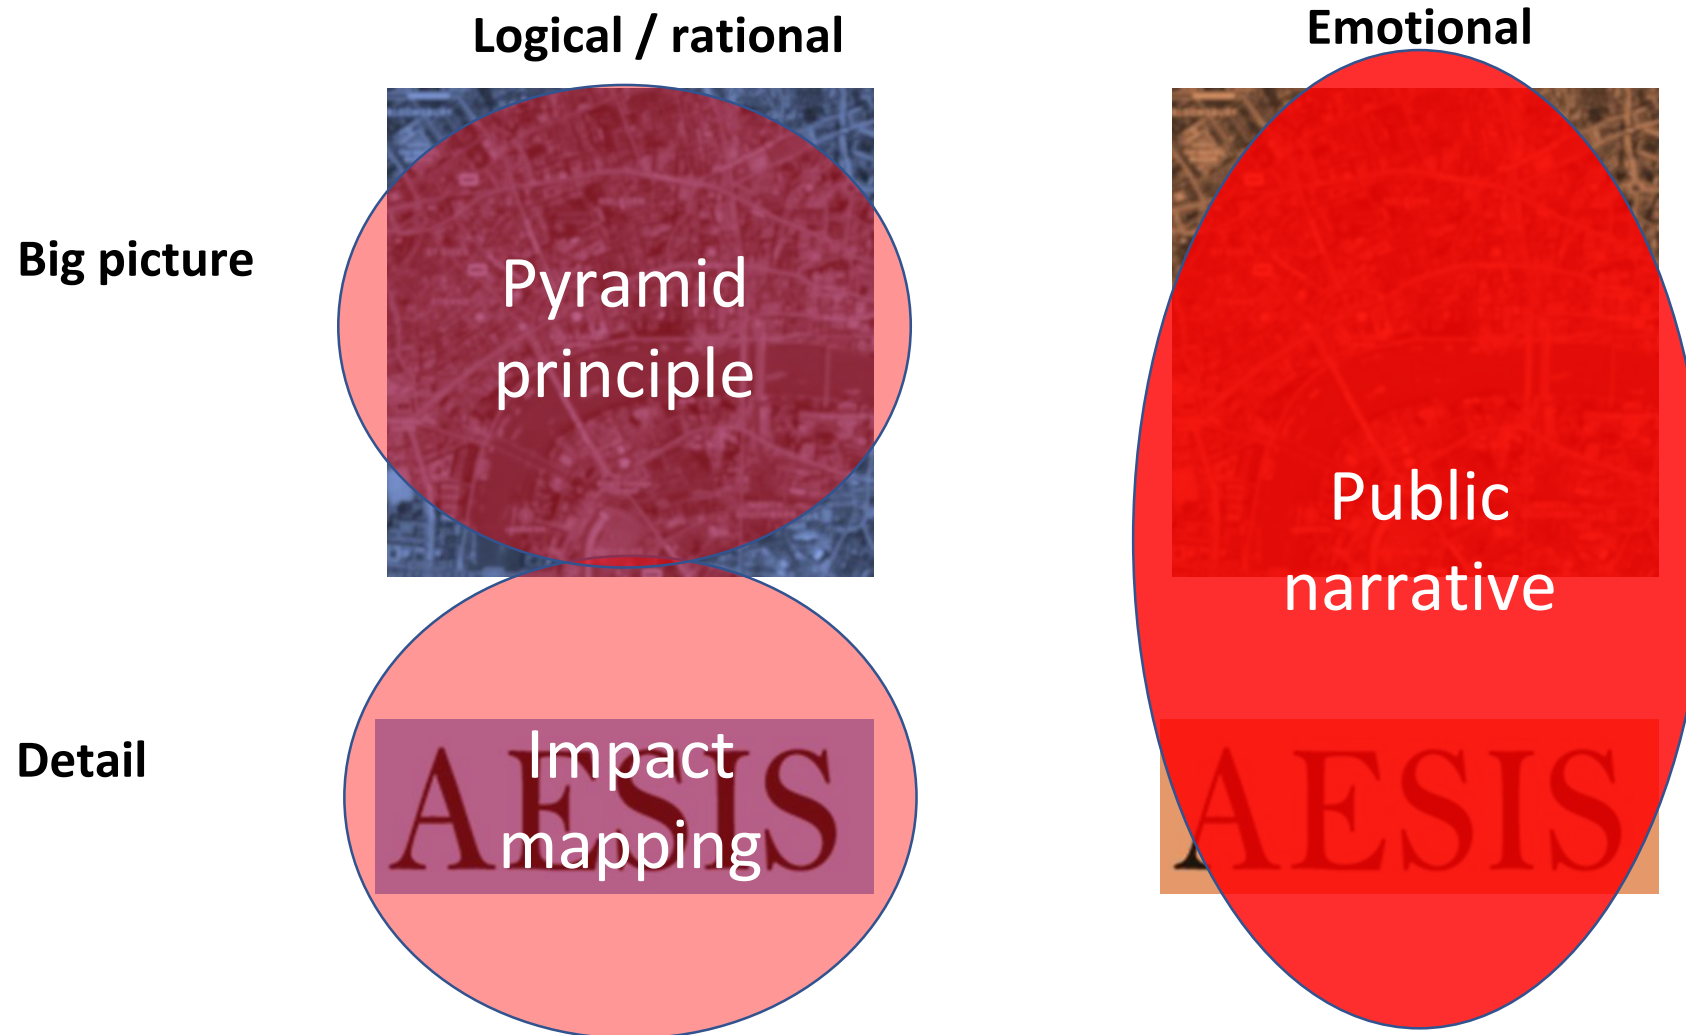 Logical / rational
Emotional
Big picture
Pyramid
principle
Public
narrative
Detail
Impact
mapping
AESIS
AESIS